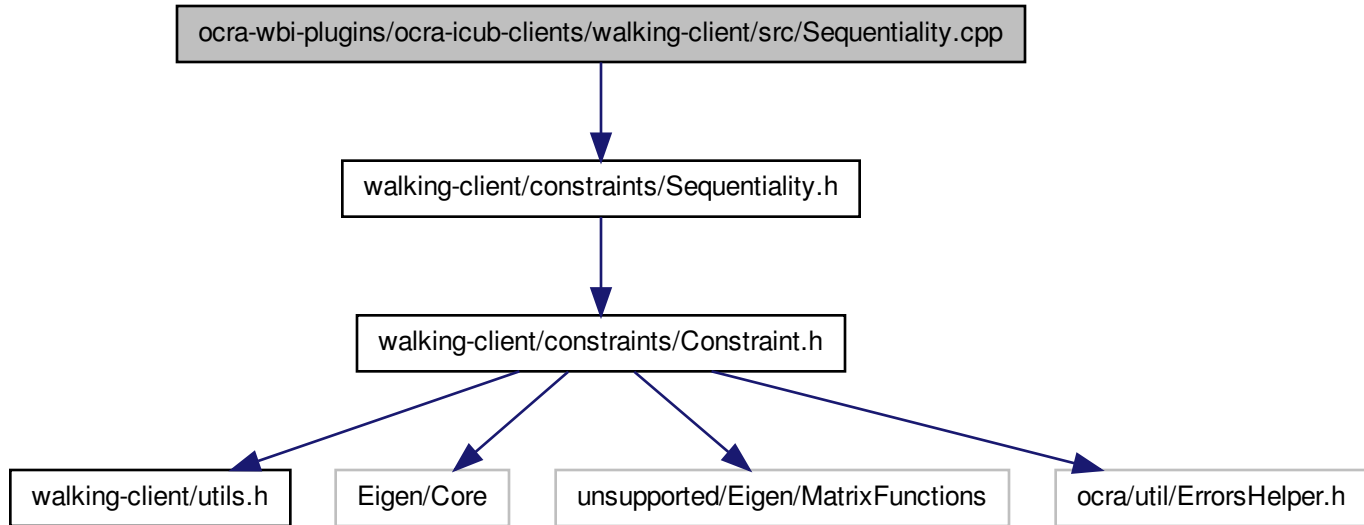 ocra-wbi-plugins/ocra-icub-clients/walking-client/src/Sequentiality.cpp
walking-client/constraints/Sequentiality.h
walking-client/constraints/Constraint.h
walking-client/utils.h
Eigen/Core
unsupported/Eigen/MatrixFunctions
ocra/util/ErrorsHelper.h